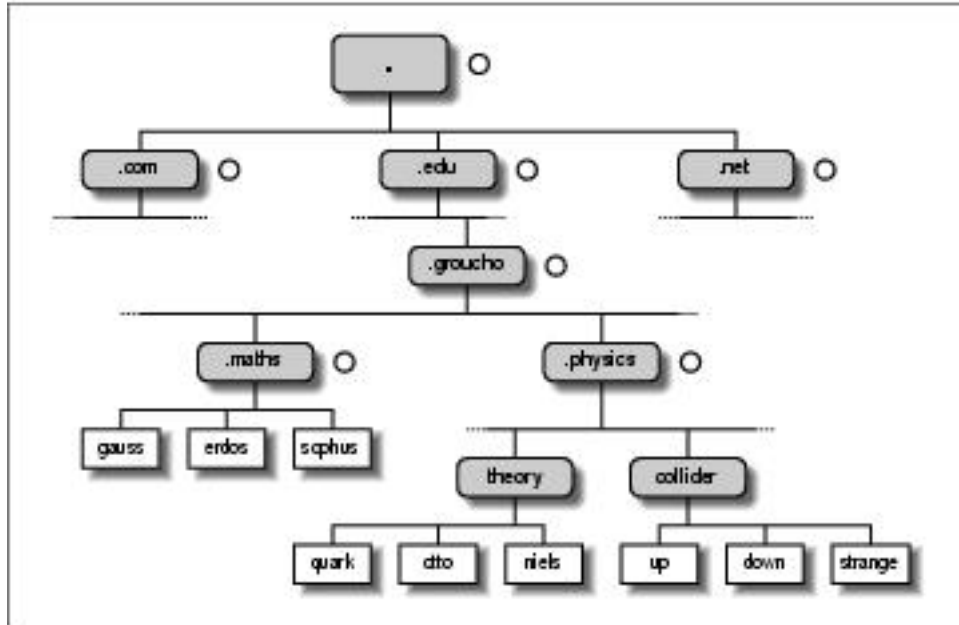 .
.com .edu .net
.groucho
.maths .physics
gauss erdos sophus
theory collider
quark otto niels up down strange